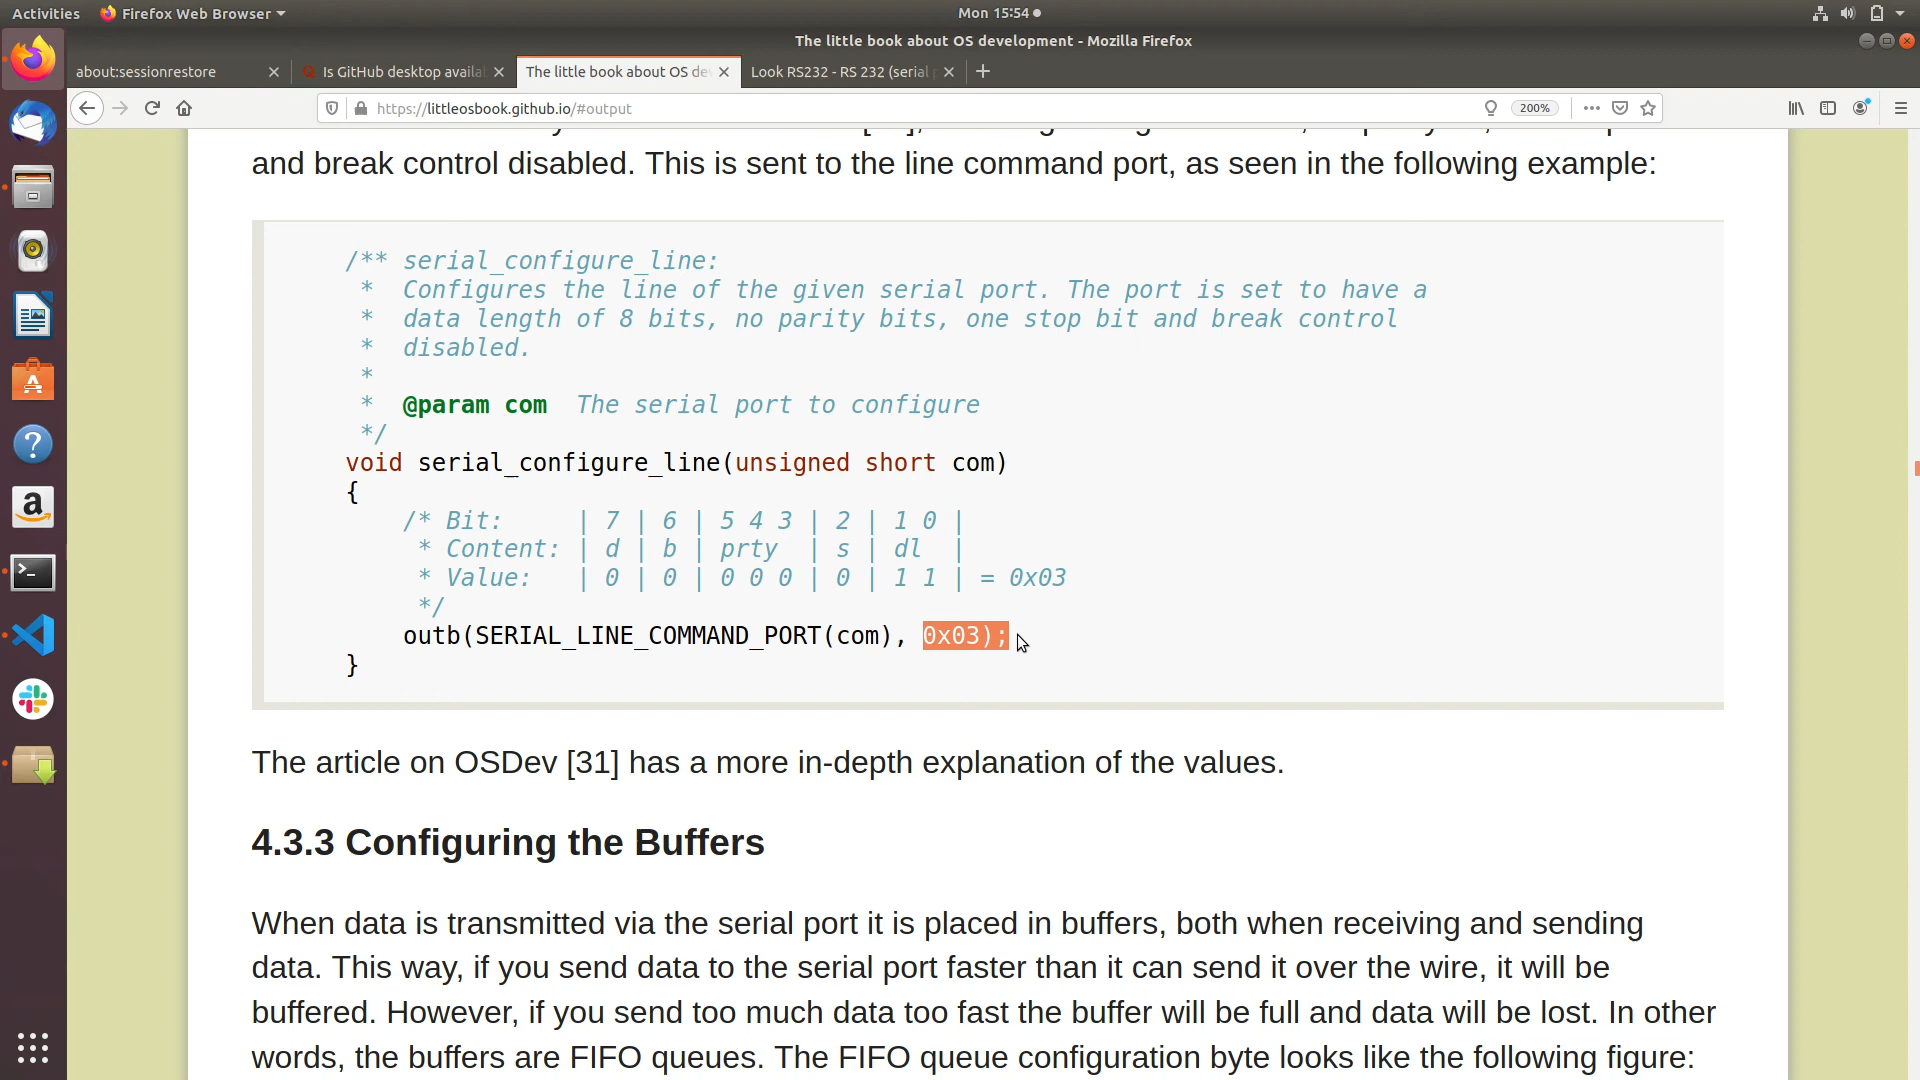 Activities
Firefox Web Browser
Mon 15:54
The little book about OS development - Mozilla Firefox
about:sessionrestore
Is GitHub desktop availa
The little book about OS de
Look RS232 - RS 232 (serial
https://littleosbook.github.io/#output
200%
and break control disabled. This is sent to the line command port, as seen in the following example:
/** serial_configure_line:
* Configures the line of the given serial port. The port is set to have a
* data length of 8 bits, no parity bits, one stop bit and break control
* disabled.
*
* @param com The serial port to configure
*/
void serial_configure_line(unsigned short com)
{
/* Bit: | 7 | 6 | 5 4 3 | 2 | 1 0 |
* Content: | d | b | prty | s | dl |
* Value: | 0 | 0 | 0 0 0 | 0 | 1 1 | = 0x03
*/
outb(SERIAL_LINE_COMMAND_PORT(com), 0x03);
}
The article on OSDev [31] has a more in-depth explanation of the values.
4.3.3 Configuring the Buffers
When data is transmitted via the serial port it is placed in buffers, both when receiving and sending
data. This way, if you send data to the serial port faster than it can send it over the wire, it will be
buffered. However, if you send too much data too fast the buffer will be full and data will be lost. In other
words, the buffers are FIFO queues. The FIFO queue configuration byte looks like the following figure: